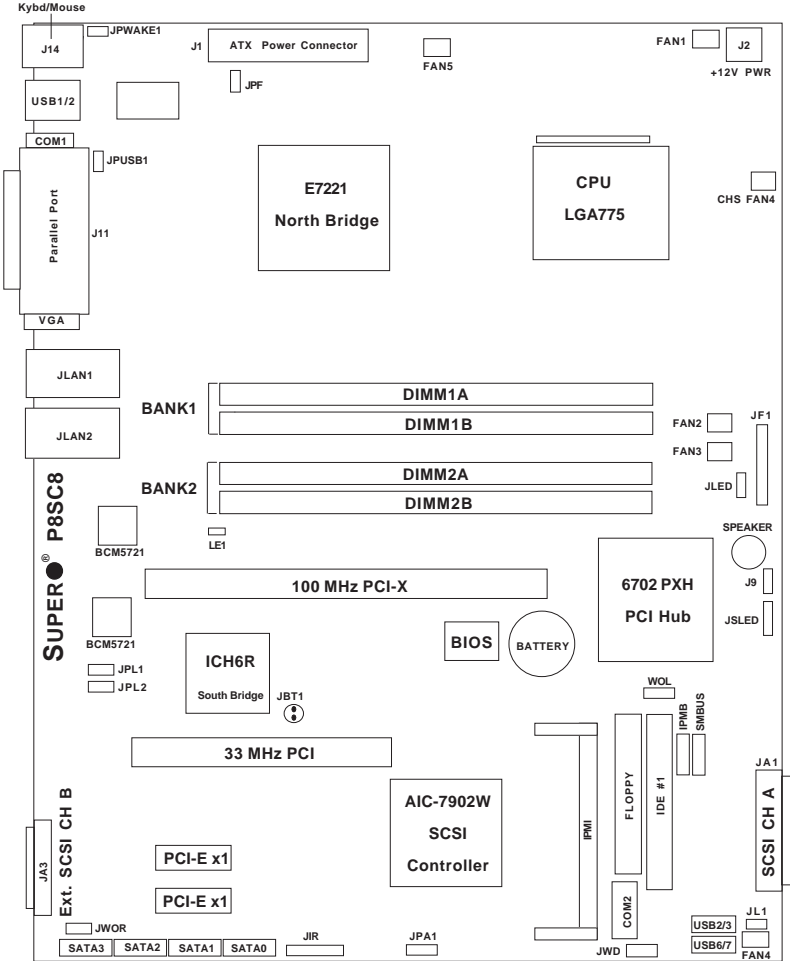 Kybd/Mouse
J14
JPWAKE1
J1
ATX Power Connector
JPF
FAN5
FAN1
J2
+12V PWR
USB1/2
COM1
JPUSB1
Parallel Port
J11
VGA
E7221
North Bridge
CPU
LGA775
CHS FAN4
JLAN1
JLAN2
BANK1
DIMM1A
DIMM1B
BANK2
DIMM2A
DIMM2B
FAN2
FAN3
JF1
JLED
LE1
SUPER® P8SC8
BCM5721
BCM5721
100 MHz PCI-X
6702 PXH
PCI Hub
SPEAKER
J9
JSLED
BIOS
BATTERY
ICH6R
South Bridge
JPL1
JPL2
JBT1
WOL
IPMB
SMBUS
33 MHz PCI
AIC-7902W
SCSI
Controller
IPMI
FLOPPY
IDE #1
JA1
SCSI CH A
JA3
Ext. SCSI CH B
PCI-E x1
PCI-E x1
COM2
JWOR
SATA3
SATA2
SATA1
SATA0
JIR
JPA1
JWD
USB2/3
USB6/7
JL1
FAN4